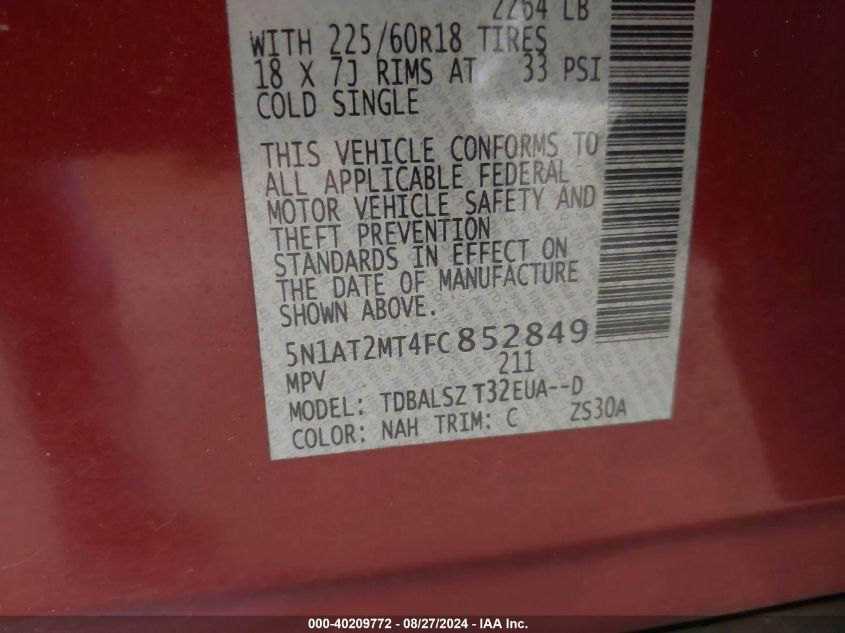 2264 LB
WITH 225/60R18 TIRES
18 X 7J RIMS AT 33 PSI
COLD SINGLE
THIS VEHICLE CONFORMS TO
ALL APPLICABLE FEDERAL
MOTOR VEHICLE SAFETY AND
THEFT PREVENTION
STANDARDS IN EFFECT ON
THE DATE OF MANUFACTURE
SHOWN ABOVE.
5N1AT2MT4FC852849
MPV 211
MODEL: TDBALSZ T32EUA--D
COLOR: NAH TRIM: C ZS30A
000-40209772 - 08/27/2024 - IAA Inc.